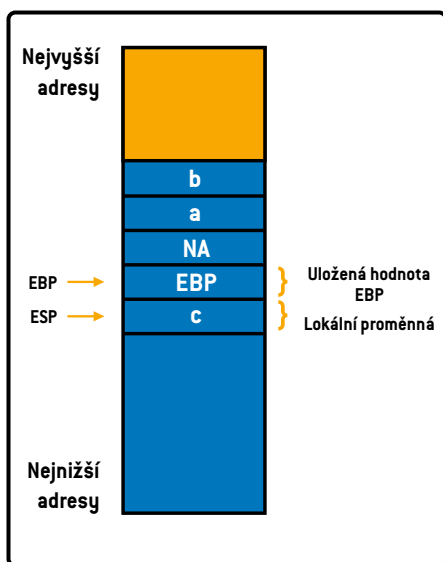 Nejvyšší
adresy
b
a
NA
EBP
EBP
Uložená hodnota
EBP
ESP
c
Lokální proměnná
Nejnižší
adresy